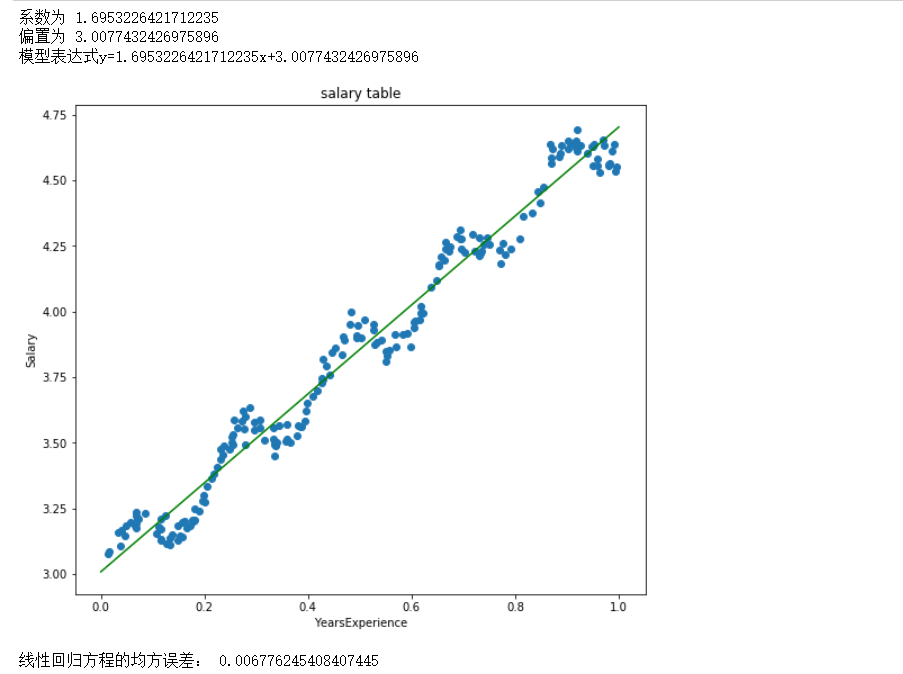 系数为 1.6953226421712235
偏置为 3.0077432426975896
模型表达式y=1.6953226421712235x+3.0077432426975896
salary table
4.75
4.50
4.25
4.00
3.75
3.50
3.25
3.00
Salary
0.0 0.2 0.4 0.6 0.8 1.0
YearsExperience
线性回归方程的均方误差： 0.006776245408407445